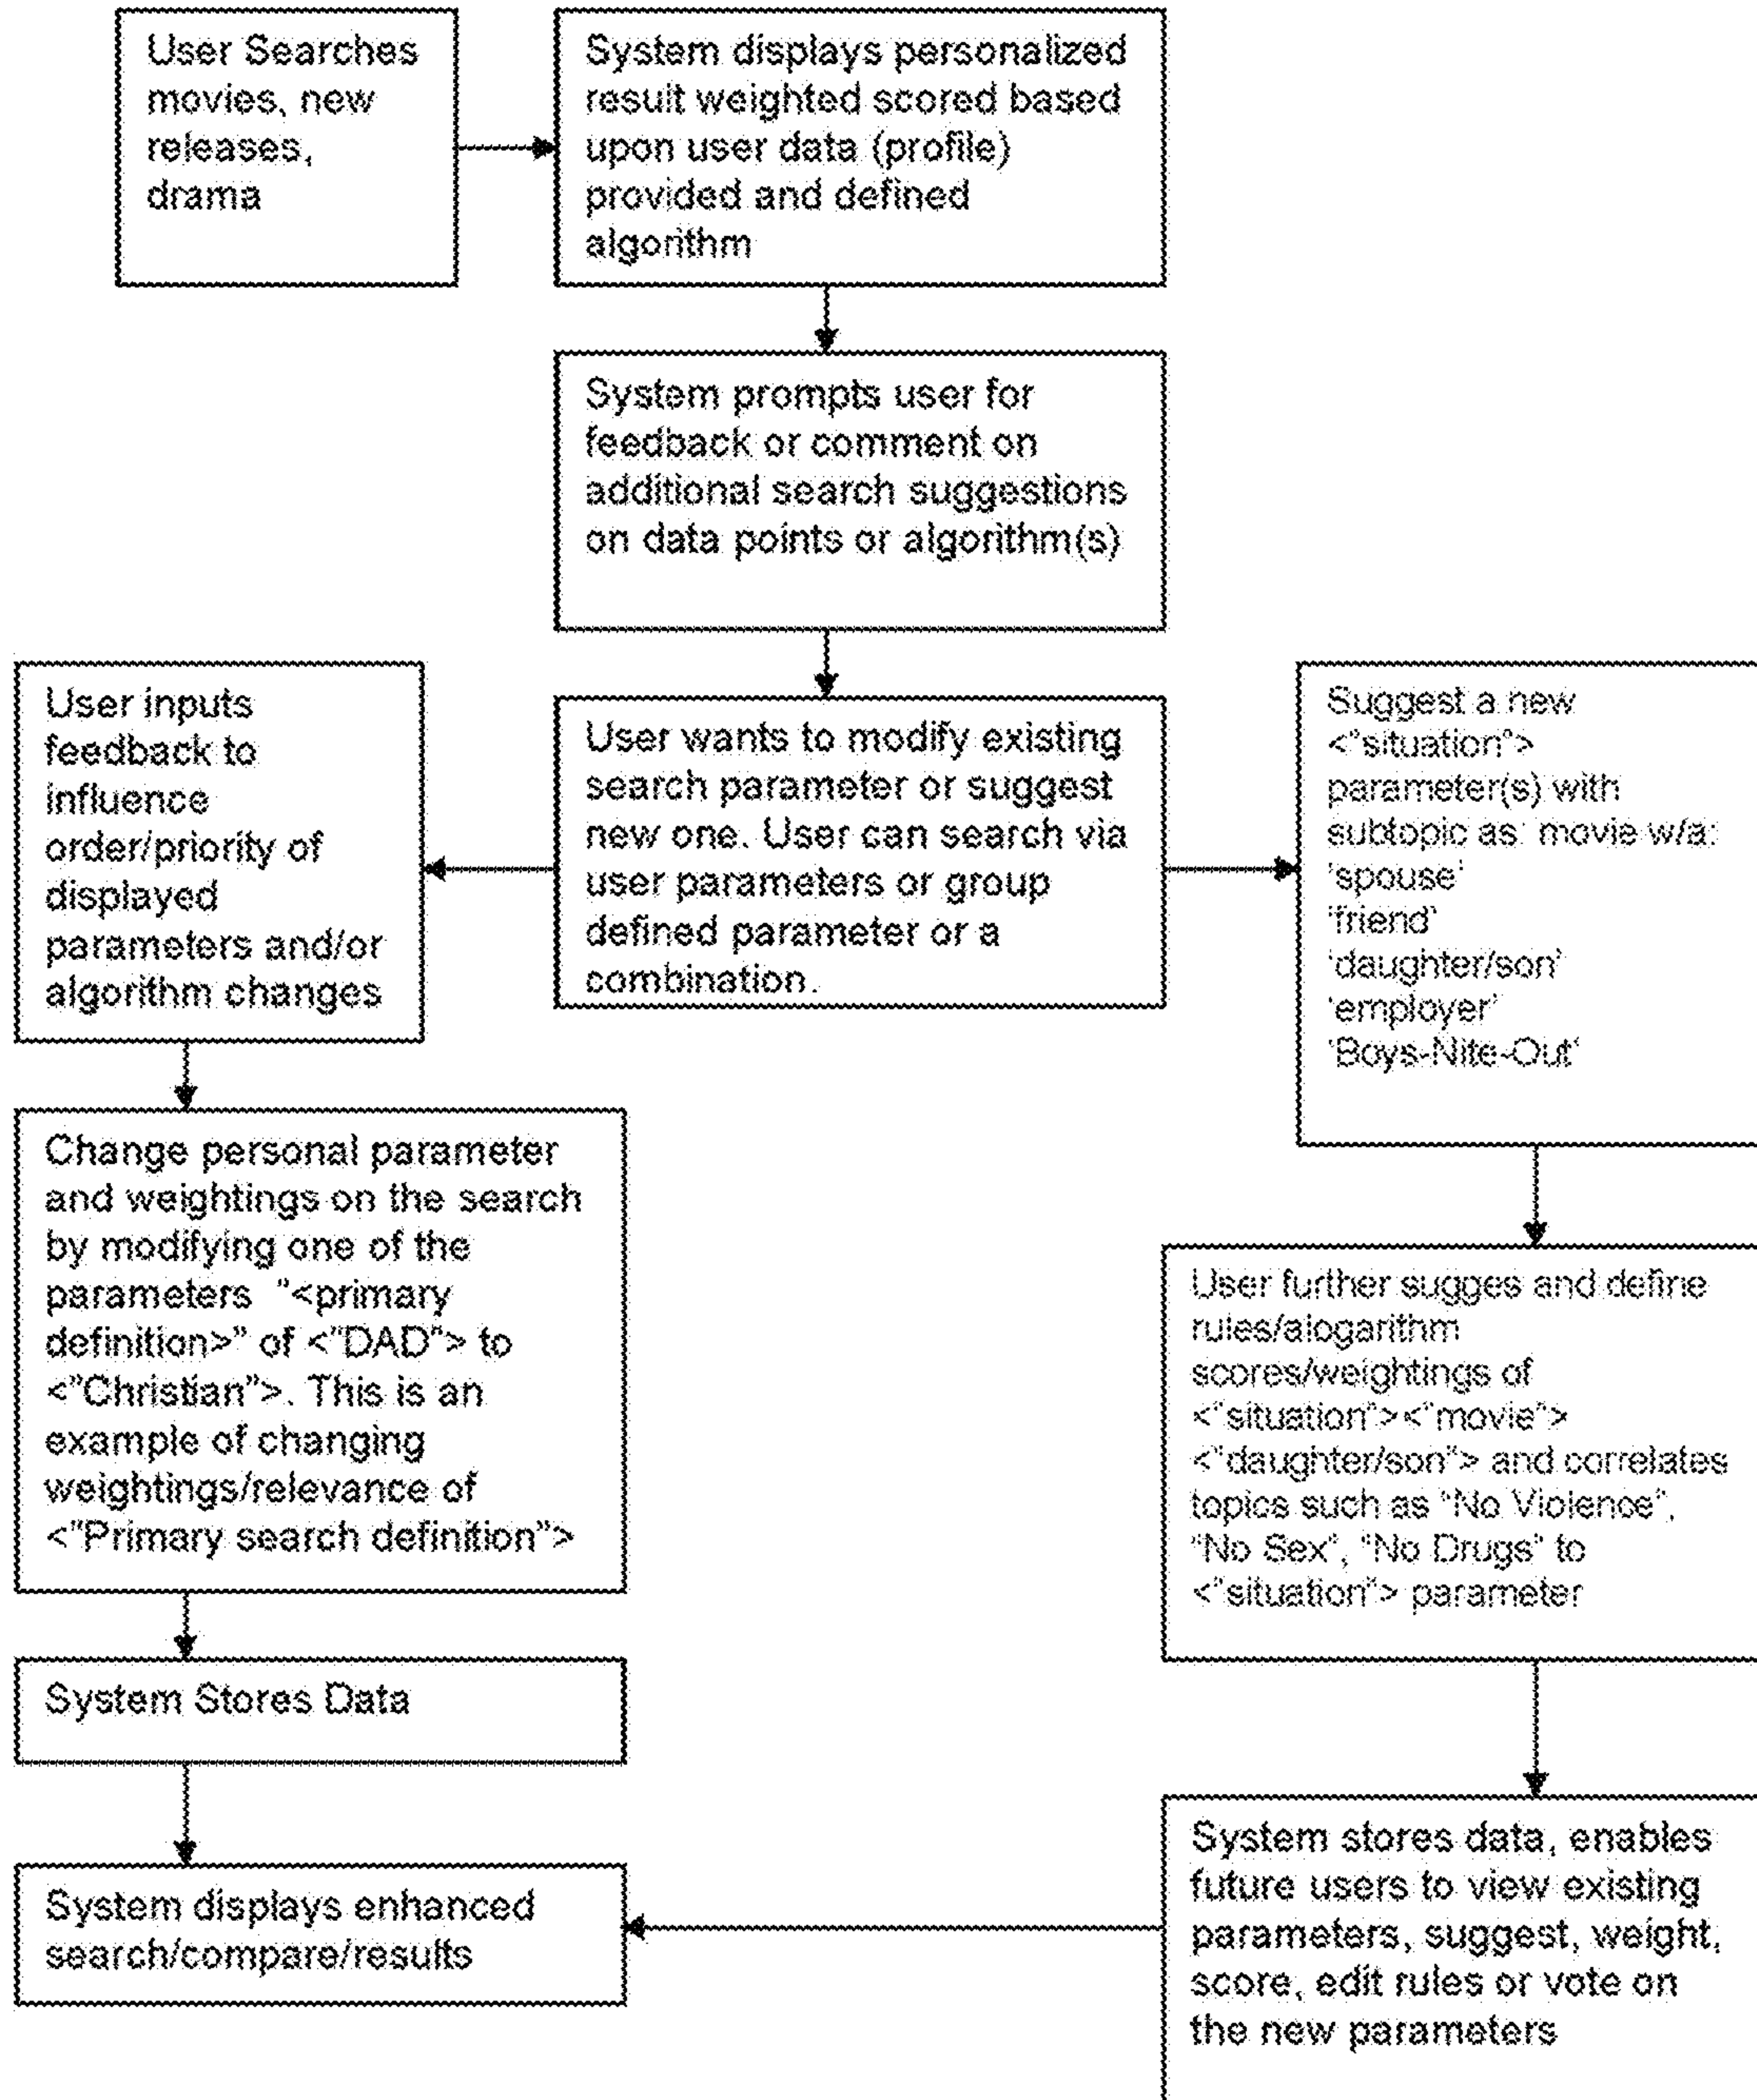 User Searches
movies, new
releases,
drama
System displays personalized
result weighted scored based
upon user data (profile)
provided and defined
algorithm
System prompts user for
feedback or comment on
additional search suggestions
on data points or algorithm(s)
User wants to modify existing
search parameter or suggest
new one. User can search via
user parameters or group
defined parameter or a
combination.
User inputs
feedback to
influence
order/priority of
displayed
parameters and/or
algorithm changes
Change personal parameter
and weightings on the search
by modifying one of the
parameters "<primary
definition>" of <"DAD"> to
<"Christian">. This is an
example of changing
weightings/relevance of
<"Primary search definition">
System Stores Data
System displays enhanced
search/compare/results
Suggest a new
<"situation">
parameter(s) with
subtopic as: movie w/a:
'spouse'
'friend'
'daughter/son'
'employer'
'Boys-Nite-Out'
User further sugges and define
rules/alogarithm
scores/weightings of
<"situation"><"movie">
<"daughter/son"> and correlates
topics such as "No Violence",
"No Sex", "No Drugs" to
<"situation"> parameter
System stores data, enables
future users to view existing
parameters, suggest, weight,
score, edit rules or vote on
the new parameters